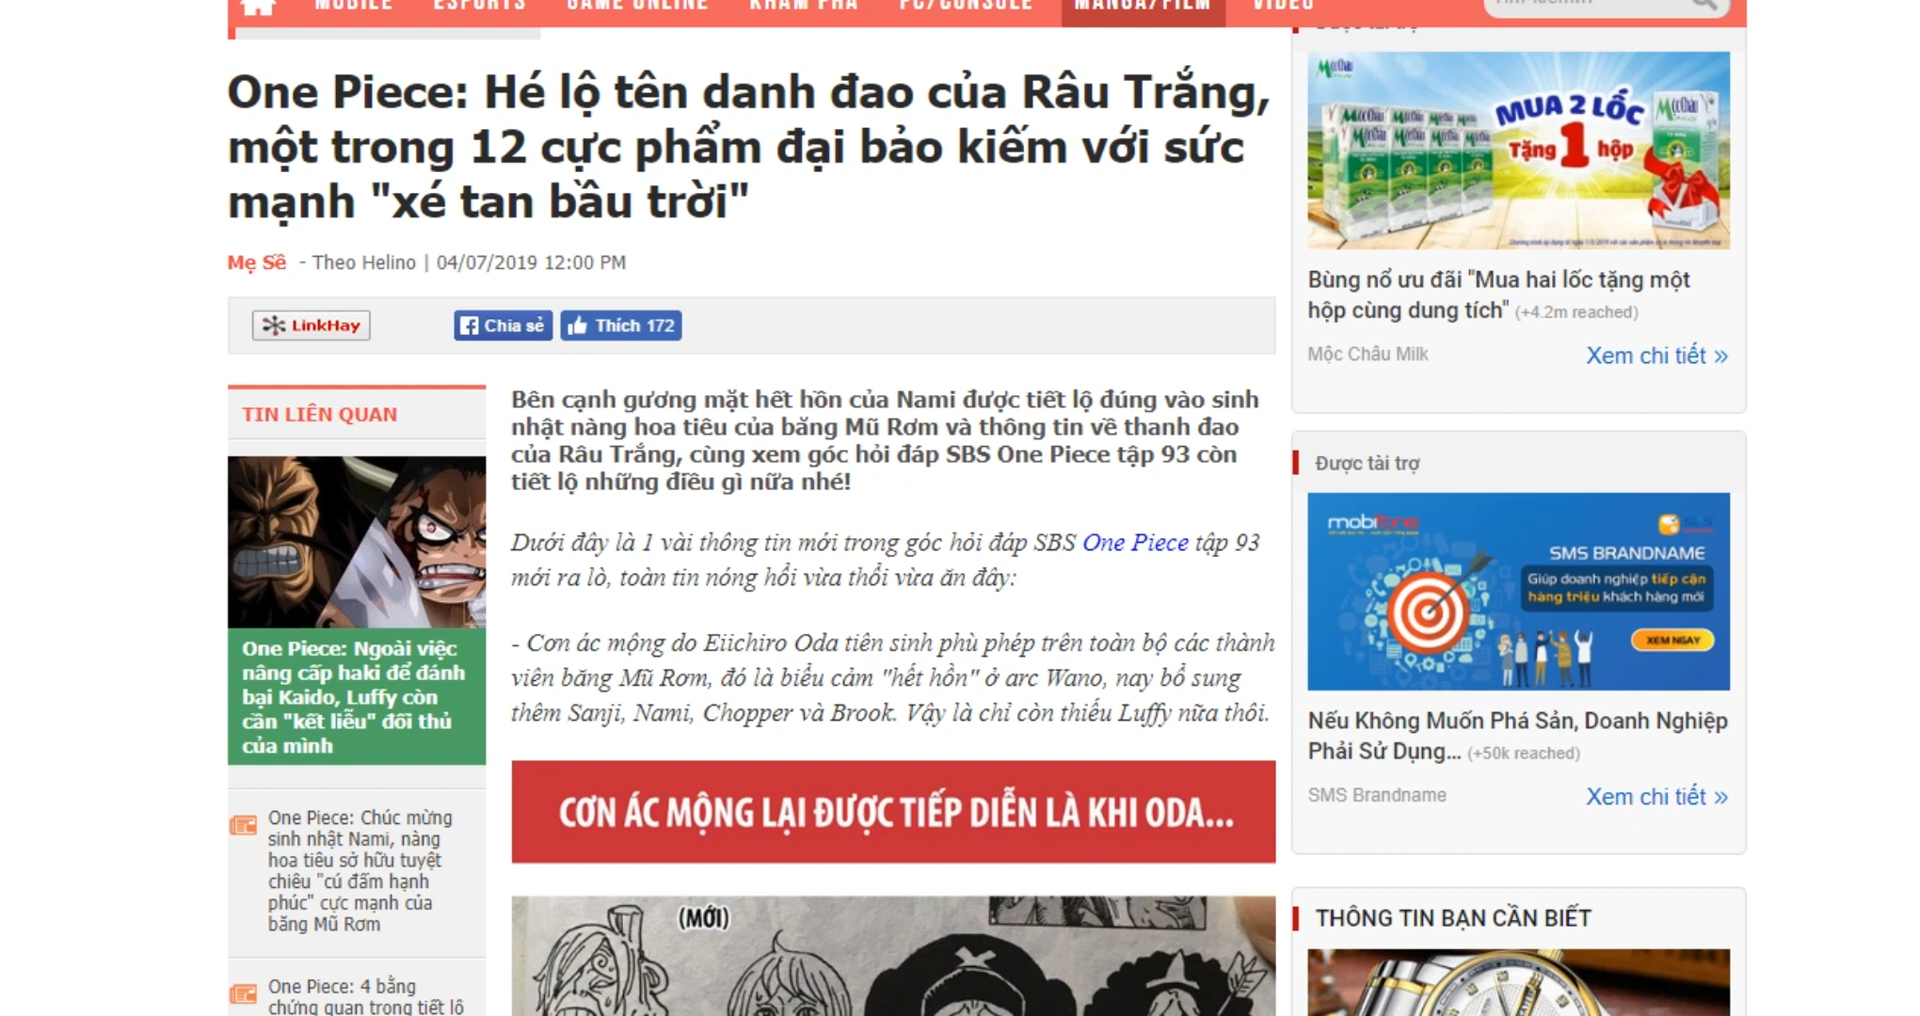 MOBILE ESPORTS GAME ONLINE KHÁM PHÁ PC/CONSOLE MANGA/FILM VIDEO
One Piece: Hé lộ tên danh đao của Râu Trắng,
một trong 12 cực phẩm đại bảo kiếm với sức
mạnh "xé tan bầu trời"
Mẹ Sề - Theo Helino | 04/07/2019 12:00 PM
LinkHay Chia sẻ Thích 172
TIN LIÊN QUAN
One Piece: Ngoài việc
nâng cấp haki để đánh
bại Kaido, Luffy còn
cần "kết liễu" đối thủ
của mình
One Piece: Chúc mừng
sinh nhật Nami, nàng
hoa tiêu sở hữu tuyệt
chiêu "cú đấm hạnh
phúc" cực mạnh của
băng Mũ Rơm
One Piece: 4 bằng
chứng quan trọng tiết lộ
Bên cạnh gương mặt hết hồn của Nami được tiết lộ đúng vào sinh
nhật nàng hoa tiêu của băng Mũ Rơm và thông tin về thanh đao
của Râu Trắng, cùng xem góc hỏi đáp SBS One Piece tập 93 còn
tiết lộ những điều gì nữa nhé!
Dưới đây là 1 vài thông tin mới trong góc hỏi đáp SBS One Piece tập 93
mới ra lò, toàn tin nóng hổi vừa thổi vừa ăn đây:
- Cơn ác mộng do Eiichiro Oda tiên sinh phù phép trên toàn bộ các thành
viên băng Mũ Rơm, đó là biểu cảm "hết hồn" ở arc Wano, nay bổ sung
thêm Sanji, Nami, Chopper và Brook. Vậy là chỉ còn thiếu Luffy nữa thôi.
CƠN ÁC MỘNG LẠI ĐƯỢC TIẾP DIỄN LÀ KHI ODA...
(MỚI)
Mộc Châu
MUA 2 LỐC
Tặng 1 hộp
Bùng nổ ưu đãi "Mua hai lốc tặng một
hộp cùng dung tích" (+4.2m reached)
Mộc Châu Milk Xem chi tiết »
Được tài trợ
mobifone
SMS
SMS BRANDNAME
Giúp doanh nghiệp tiếp cận
hàng triệu khách hàng mới
XEM NGAY
Nếu Không Muốn Phá Sản, Doanh Nghiệp
Phải Sử Dụng... (+50k reached)
SMS Brandname Xem chi tiết »
THÔNG TIN BẠN CẦN BIẾT